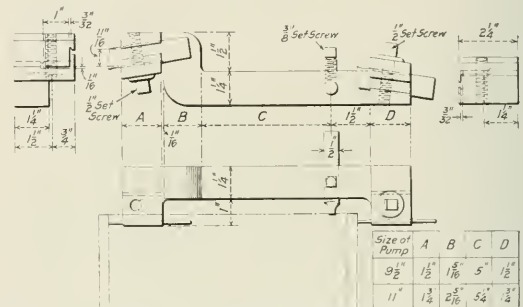 1" 3/32
11/16"
1/16"
1/2" Set Screw
1 1/4"
1 1/2" 3/4"
1 1/2"
1 1/4"
3/8" Set Screw
1/2" Set Screw
2 1/4"
A B C 1 1/2" D
1/16"
1/2"
3/32" 1 1/4"
1 1/4"
1"
Size of Pump A B C D
9 1/2" 1 1/2" 1 5/16" 5" 1 1/2"
11" 1 3/4" 2 5/16" 5 1/4" 1 3/4"